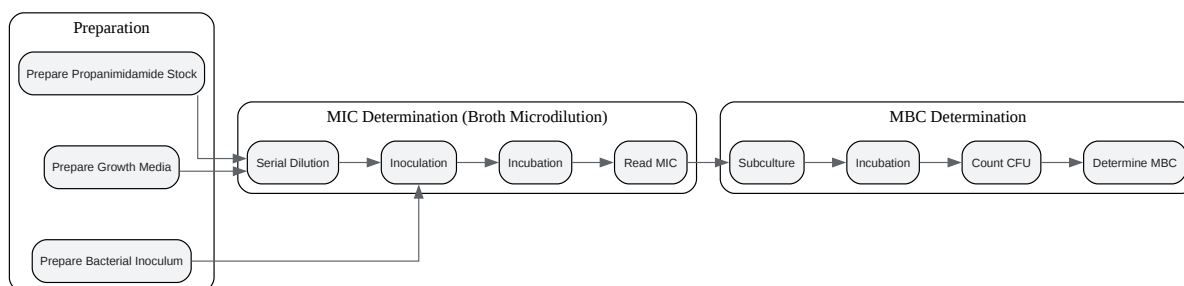 Preparation
Prepare Propanimidamide Stock
Prepare Growth Media
Prepare Bacterial Inoculum
MIC Determination (Broth Microdilution)
Serial Dilution
Inoculation
Incubation
Read MIC
MBC Determination
Subculture
Incubation
Count CFU
Determine MBC